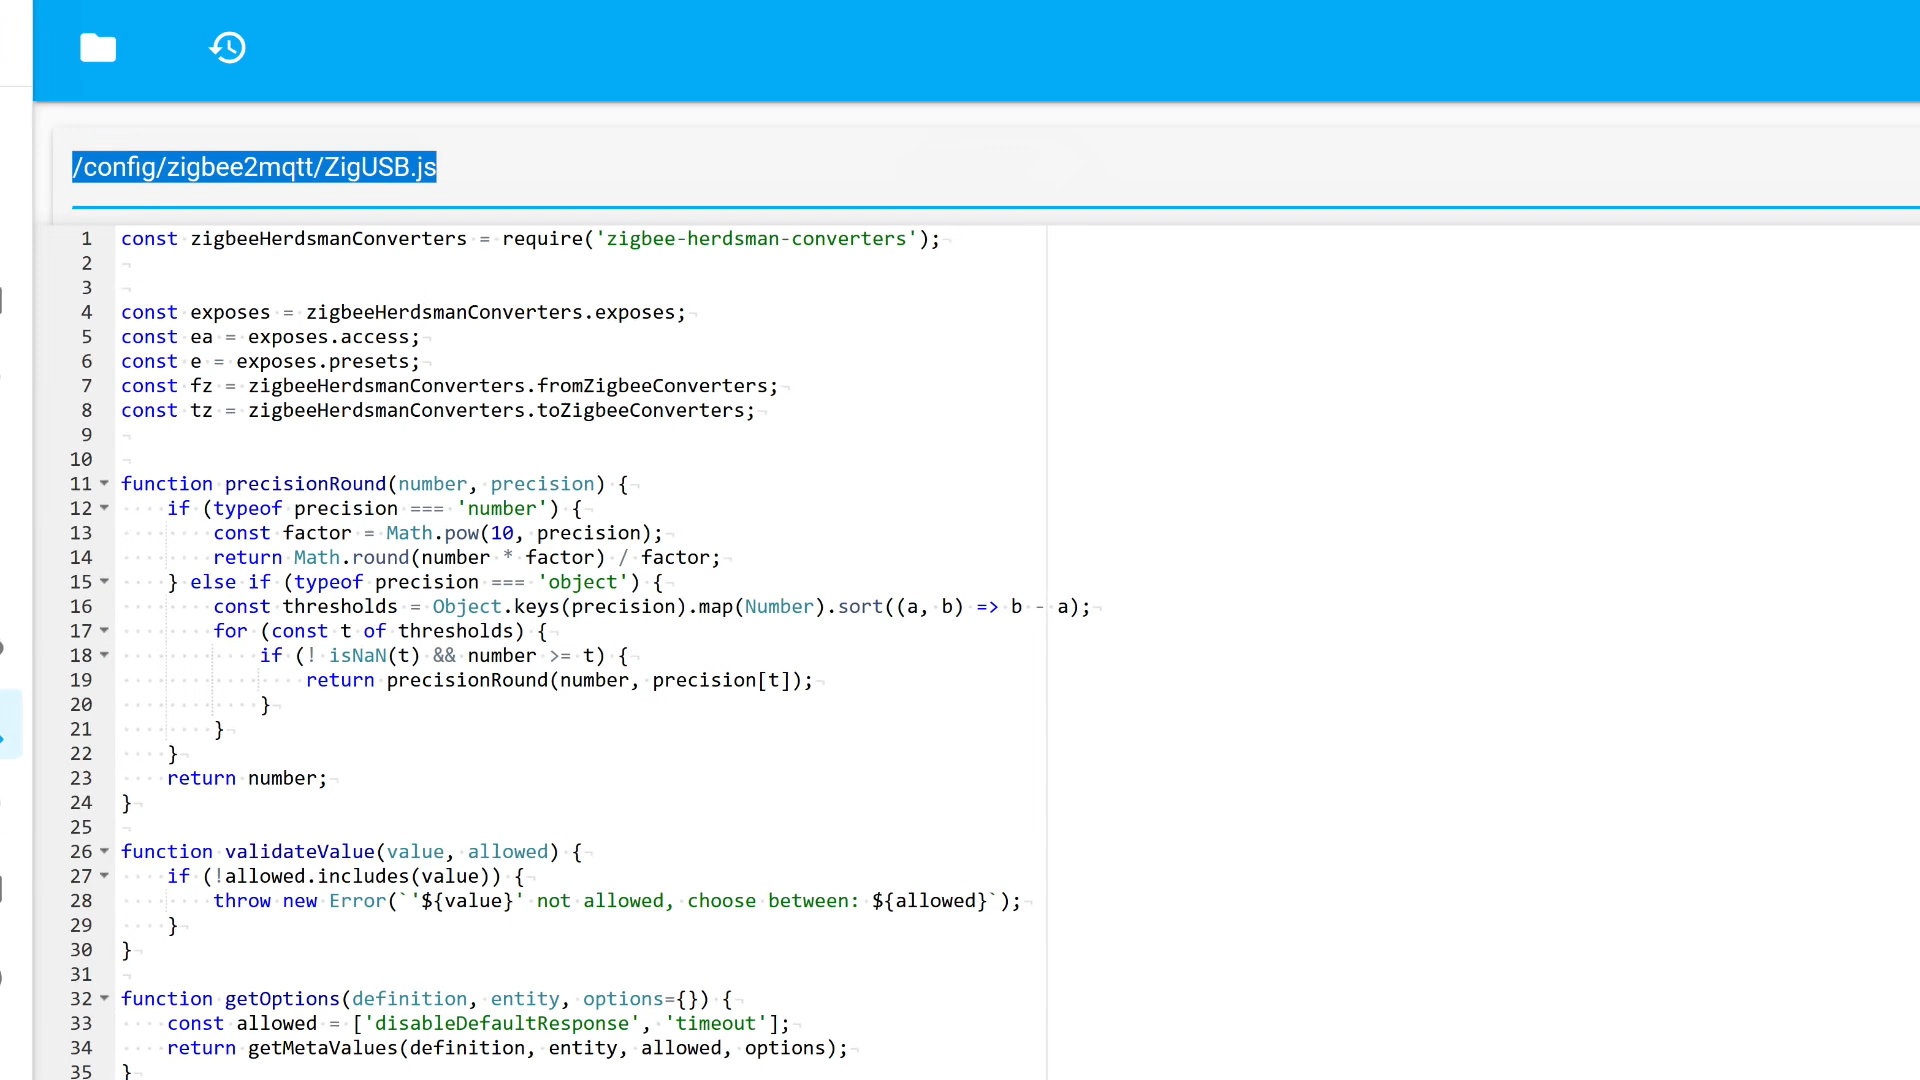 /config/zigbee2mqtt/ZigUSB.js
1 const zigbeeHerdsmanConverters = require('zigbee-herdsman-converters');
2
3
4 const exposes = zigbeeHerdsmanConverters.exposes;
5 const ea = exposes.access;
6 const e = exposes.presets;
7 const fz = zigbeeHerdsmanConverters.fromZigbeeConverters;
8 const tz = zigbeeHerdsmanConverters.toZigbeeConverters;
9
10
11 function precisionRound(number, precision) {
12     if (typeof precision === 'number') {
13         const factor = Math.pow(10, precision);
14         return Math.round(number * factor) / factor;
15     } else if (typeof precision === 'object') {
16         const thresholds = Object.keys(precision).map(Number).sort((a, b) => b - a);
17         for (const t of thresholds) {
18             if (! isNaN(t) && number >= t) {
19                 return precisionRound(number, precision[t]);
20             }
21         }
22     }
23     return number;
24 }
25
26 function validateValue(value, allowed) {
27     if (!allowed.includes(value)) {
28         throw new Error(`'${value}' not allowed, choose between: ${allowed}`);
29     }
30 }
31
32 function getOptions(definition, entity, options={}) {
33     const allowed = ['disableDefaultResponse', 'timeout'];
34     return getMetaValues(definition, entity, allowed, options);
35 }